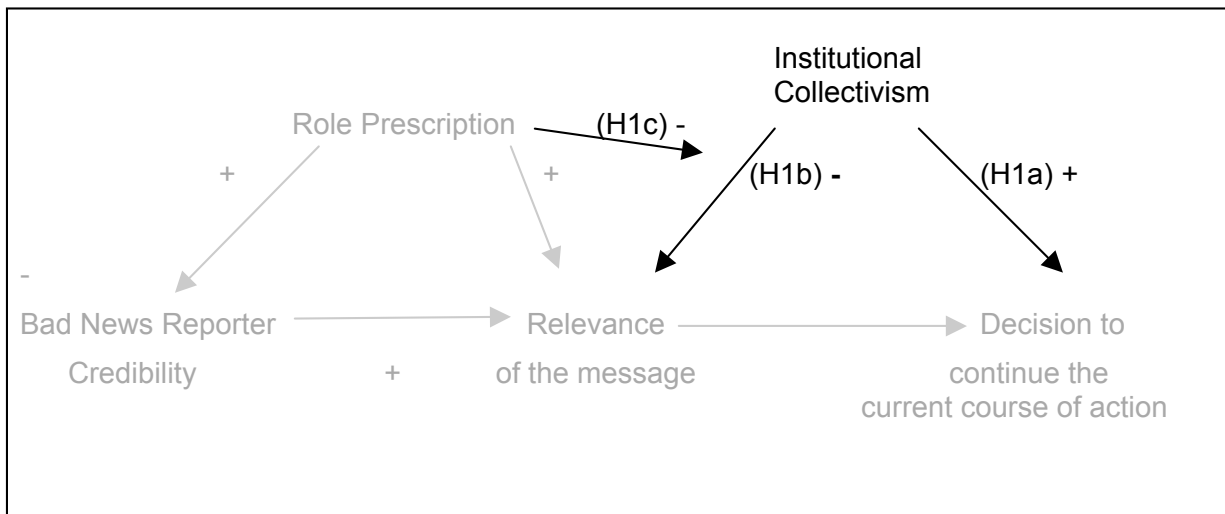 Institutional
Collectivism
Role Prescription
(H1c) -
+
+
(H1b) -
(H1a) +
-
Bad News Reporter
Relevance
Decision to
Credibility
+
of the message
continue the
current course of action